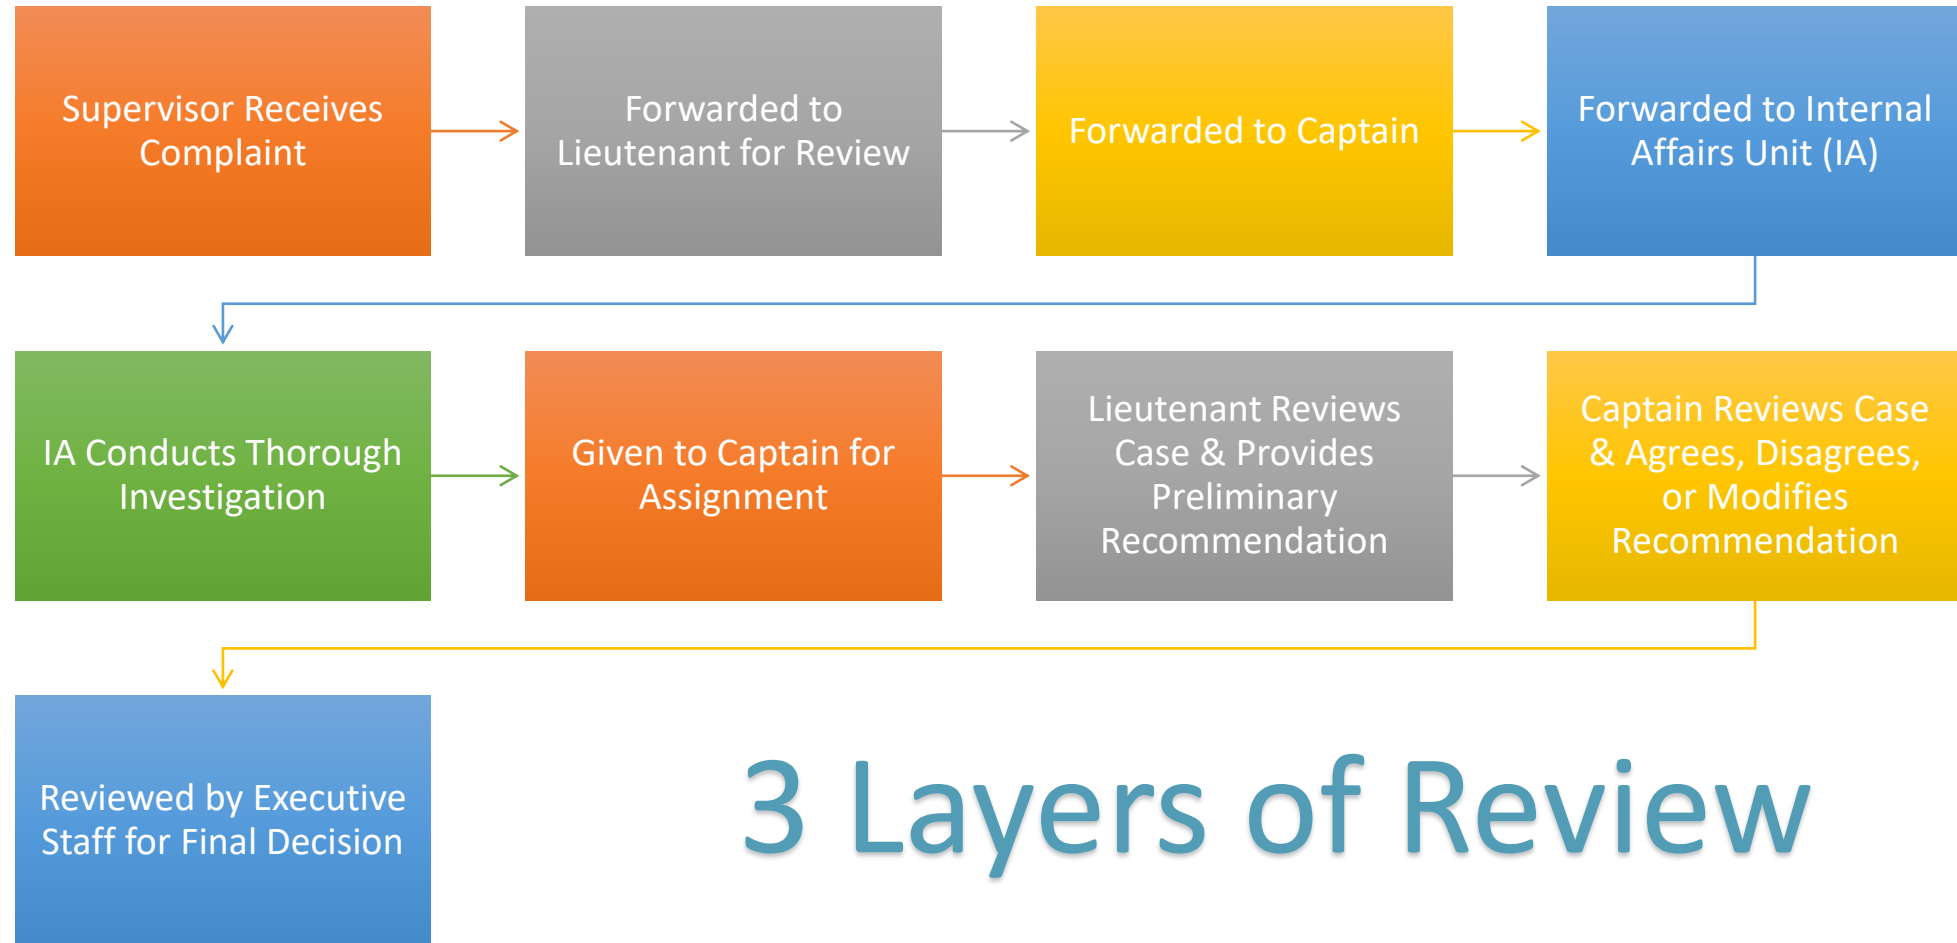 Supervisor Receives
Complaint
Forwarded to
Lieutenant for Review
Forwarded to Captain
Forwarded to Internal
Affairs Unit (IA)
IA Conducts Thorough
Investigation
Given to Captain for
Assignment
Lieutenant Reviews
Case & Provides
Preliminary
Recommendation
Captain Reviews Case
& Agrees, Disagrees,
or Modifies
Recommendation
Reviewed by Executive
Staff for Final Decision
3 Layers of Review